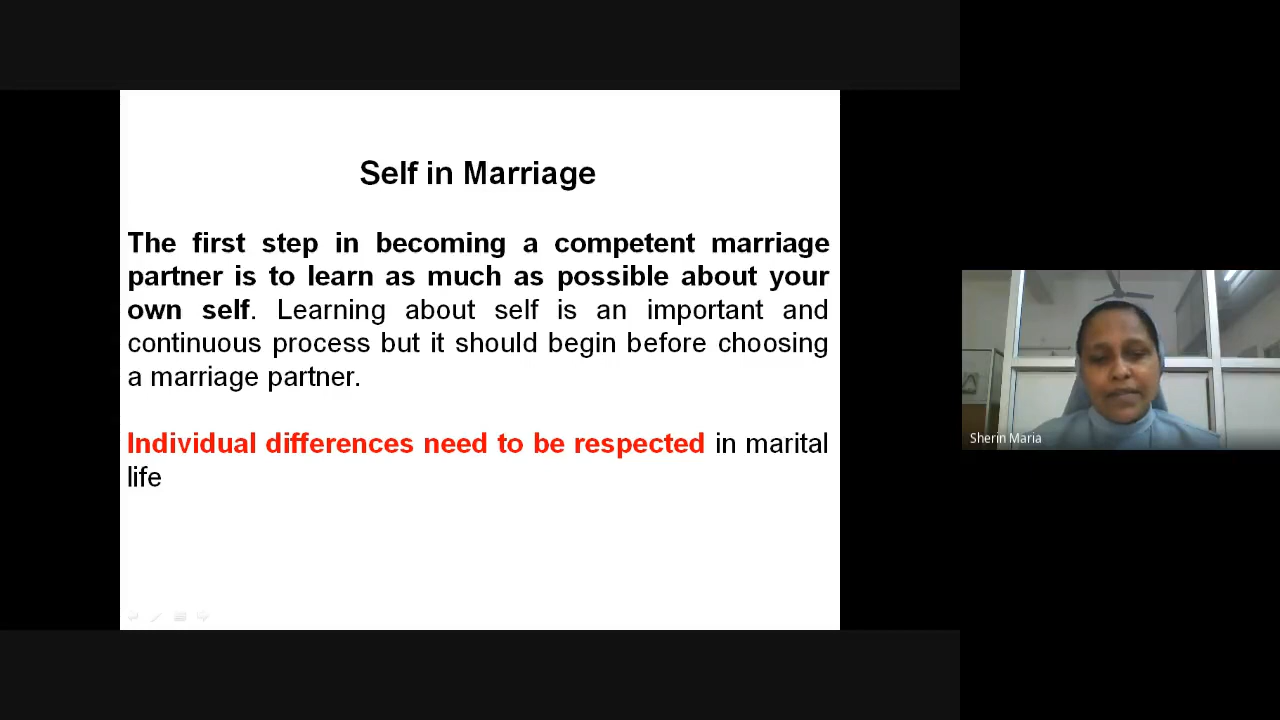 Self in Marriage
The first step in becoming a competent marriage
partner is to learn as much as possible about your
own self. Learning about self is an important and
continuous process but it should begin before choosing
a marriage partner.
Individual differences need to be respected in marital
life
Sherin Maria